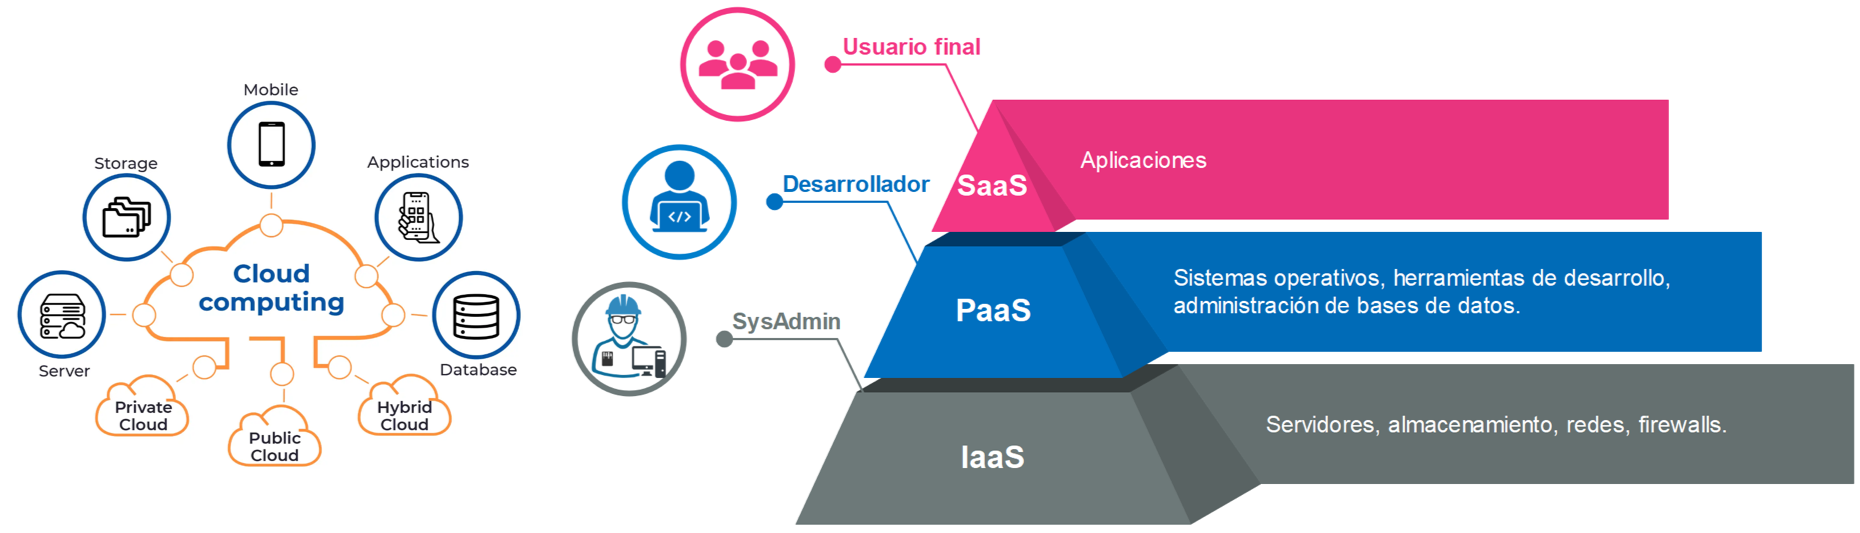 Mobile
Storage
Applications
Cloud
computing
Server
Database
Private
Cloud
Public
Cloud
Hybrid
Cloud
Usuario final
Desarrollador
SysAdmin
SaaS
Aplicaciones
PaaS
Sistemas operativos, herramientas de desarrollo,
administración de bases de datos.
IaaS
Servidores, almacenamiento, redes, firewalls.